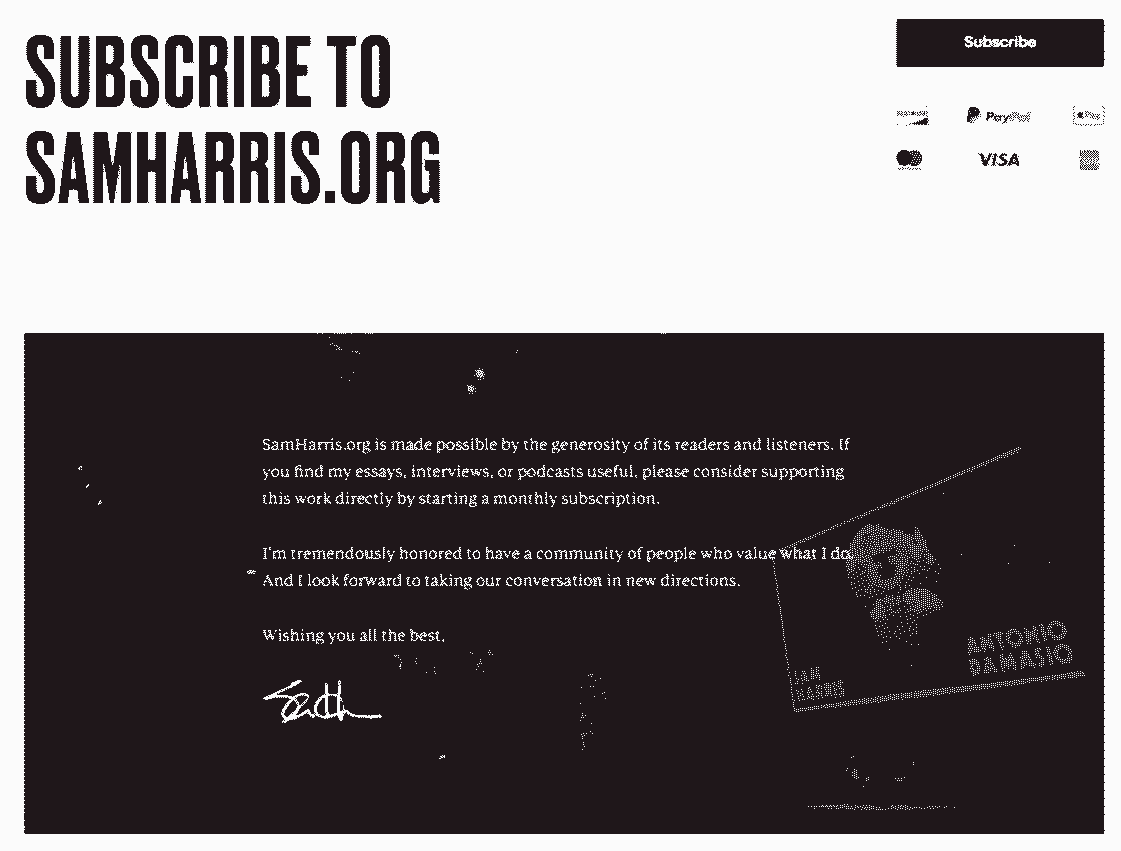 SUBSCRIBE TO
SAMHARRIS.ORG
Subscribe
PayPal
Pay
VISA
SamHarris.org is made possible by the generosity of its readers and listeners. If
you find my essays, interviews, or podcasts useful, please consider supporting
this work directly by starting a monthly subscription.
I'm tremendously honored to have a community of people who value what I do.
And I look forward to taking our conversation in new directions.
Wishing you all the best,
ANTONIO
DAMASIO
SAM
HARRIS